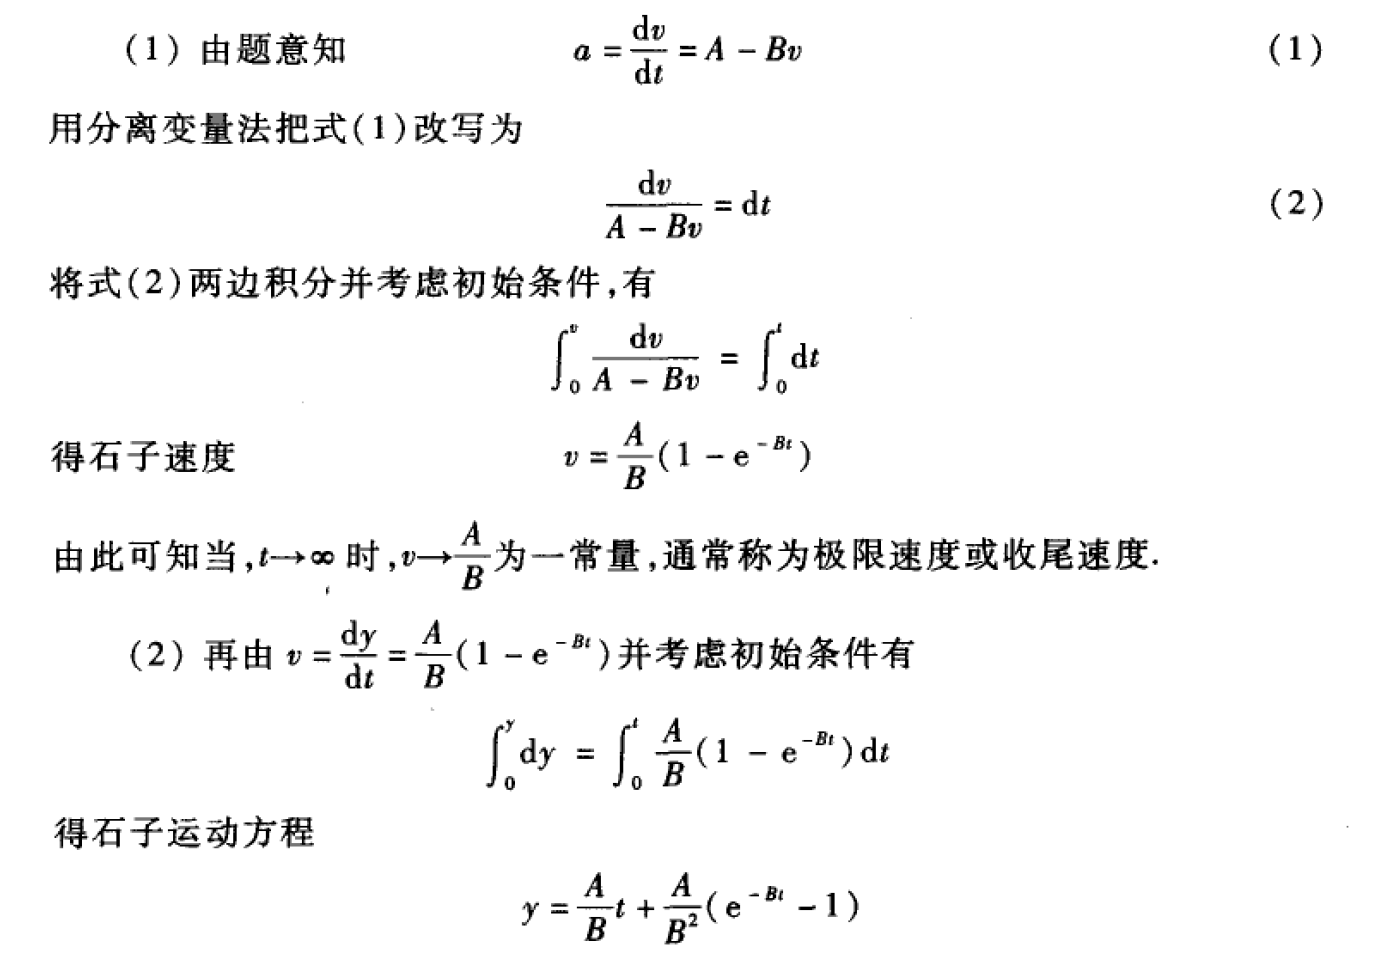 (1) 由题意知 a = dv/dt = A − Bv (1)
用分离变量法把式(1)改写为
dv/(A − Bv) = dt (2)
将式(2)两边积分并考虑初始条件,有
∫₀ᵛ dv/(A − Bv) = ∫₀ᵗ dt
得石子速度 v = A/B (1 − e^(−Bt))
由此可知当,t→∞ 时,v→A/B 为一常量,通常称为极限速度或收尾速度.
(2) 再由 v = dy/dt = A/B (1 − e^(−Bt)) 并考虑初始条件有
∫₀ʸ dy = ∫₀ᵗ A/B (1 − e^(−Bt)) dt
得石子运动方程
y = A/B t + A/B² (e^(−Bt) − 1)